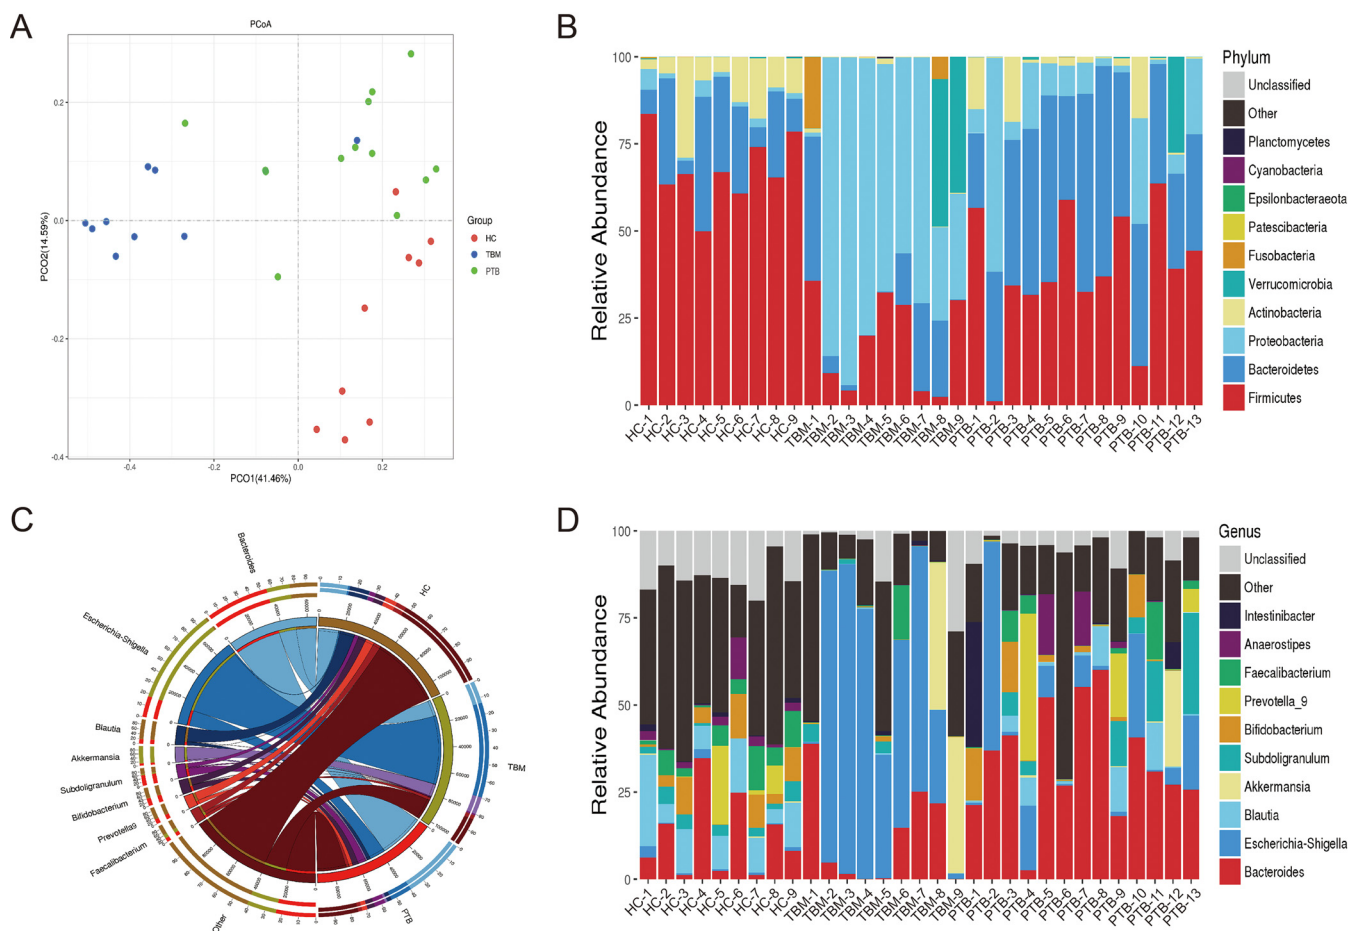 A
PCoA
0.2
0.0
-0.2
-0.4
PCO2(14.59%)
-0.4
-0.2
0.0
0.2
PCO1(41.46%)
Group
HC
TBM
PTB
B
100
75
50
25
0
Relative Abundance
HC-1
HC-2
HC-3
HC-4
HC-5
HC-6
HC-7
HC-8
HC-9
TBM-1
TBM-2
TBM-3
TBM-4
TBM-5
TBM-6
TBM-7
TBM-8
TBM-9
PTB-1
PTB-2
PTB-3
PTB-4
PTB-5
PTB-6
PTB-7
PTB-8
PTB-9
PTB-10
PTB-11
PTB-12
PTB-13
Phylum
Unclassified
Other
Planctomycetes
Cyanobacteria
Epsilonbacteraeota
Patescibacteria
Fusobacteria
Verrucomicrobia
Actinobacteria
Proteobacteria
Bacteroidetes
Firmicutes
C
Bacteroides
HC
Escherichia-Shigella
Blautia
Akkermansia
Subdoligranulum
Bifidobacterium
Prevotella9
Faecalibacterium
Other
TBM
PTB
D
100
75
50
25
0
Relative Abundance
HC-1
HC-2
HC-3
HC-4
HC-5
HC-6
HC-7
HC-8
HC-9
TBM-1
TBM-2
TBM-3
TBM-4
TBM-5
TBM-6
TBM-7
TBM-8
TBM-9
PTB-1
PTB-2
PTB-3
PTB-4
PTB-5
PTB-6
PTB-7
PTB-8
PTB-9
PTB-10
PTB-11
PTB-12
PTB-13
Genus
Unclassified
Other
Intestinibacter
Anaerostipes
Faecalibacterium
Prevotella_9
Bifidobacterium
Subdoligranulum
Akkermansia
Blautia
Escherichia-Shigella
Bacteroides